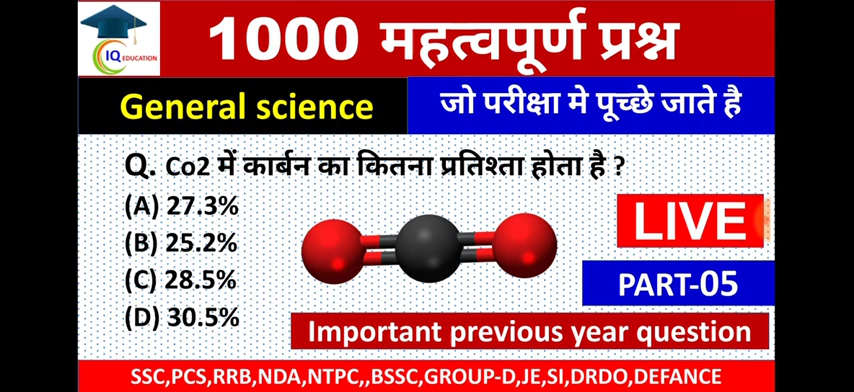 IQ EDUCATION
1000 महत्वपूर्ण प्रश्न
General science
जो परीक्षा मे पूच्छे जाते है
Q. Co2 में कार्बन का कितना प्रतिश्ता होता है ?
(A) 27.3%
(B) 25.2%
(C) 28.5%
(D) 30.5%
LIVE
PART-05
Important previous year question
SSC,PCS,RRB,NDA,NTPC,,BSSC,GROUP-D,JE,SI,DRDO,DEFANCE